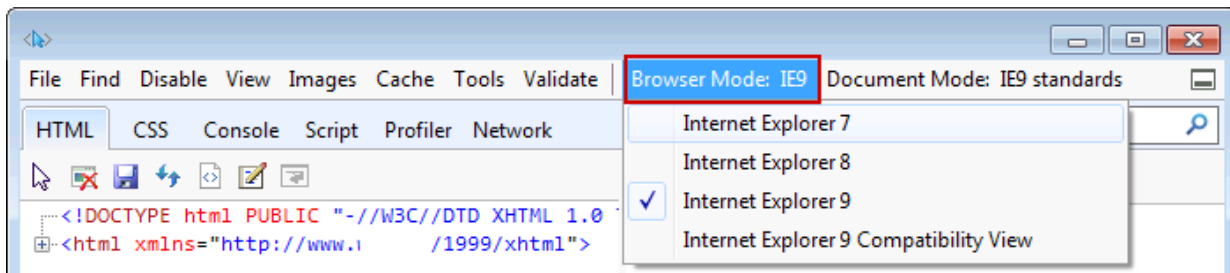 File Find Disable View Images Cache Tools Validate Browser Mode: IE9 Document Mode: IE9 standards
HTML CSS Console Script Profiler Network
Internet Explorer 7
Internet Explorer 8
Internet Explorer 9
Internet Explorer 9 Compatibility View
<!DOCTYPE html PUBLIC "-//W3C//DTD XHTML 1.0
<html xmlns="http://www. /1999/xhtml">